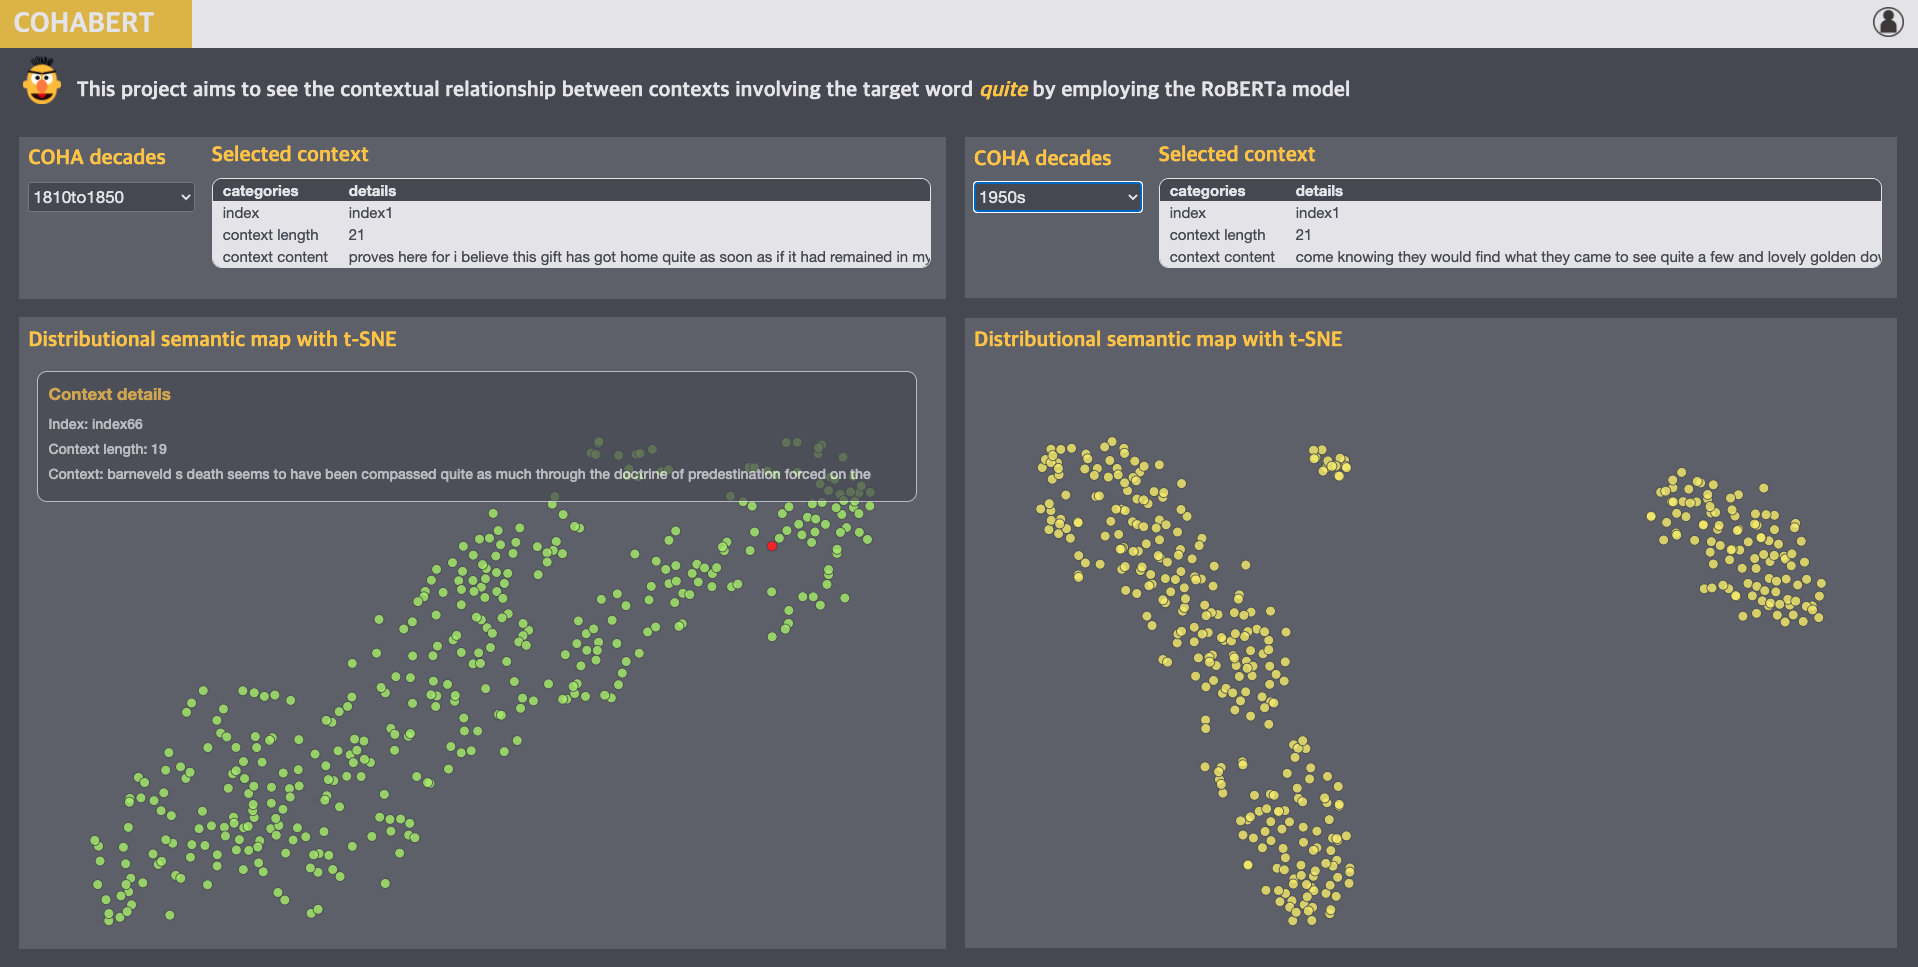 COHABERT
This project aims to see the contextual relationship between contexts involving the target word quite by employing the RoBERTa model
COHA decades
1810to1850
Selected context
categories details
index index1
context length 21
context content proves here for i believe this gift has got home quite as soon as if it had remained in my
COHA decades
1950s
Selected context
categories details
index index1
context length 21
context content come knowing they would find what they came to see quite a few and lovely golden
Distributional semantic map with t-SNE
Context details
Index: index66
Context length: 19
Context: barneveld s death seems to have been compassed quite as much through the doctrine of predestination forced on the
Distributional semantic map with t-SNE